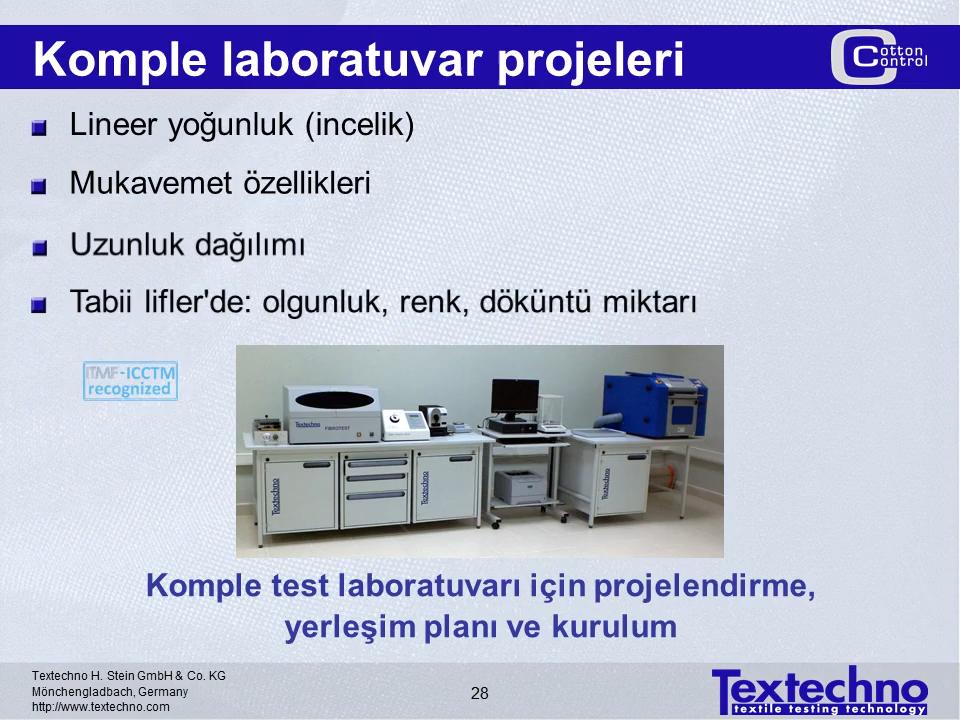 Komple laboratuvar projeleri
Cotton
Control
Lineer yoğunluk (incelik)
Mukavemet özellikleri
Uzunluk dağılımı
Tabii lifler'de: olgunluk, renk, döküntü miktarı
ITMF-ICCTM
recognized
Textechno
FIBROTEST
Textechno
Textechno
Textechno
Komple test laboratuvarı için projelendirme,
yerleşim planı ve kurulum
Textechno H. Stein GmbH & Co. KG
Mönchengladbach, Germany
http://www.textechno.com
28
Textechno
textile testing technology